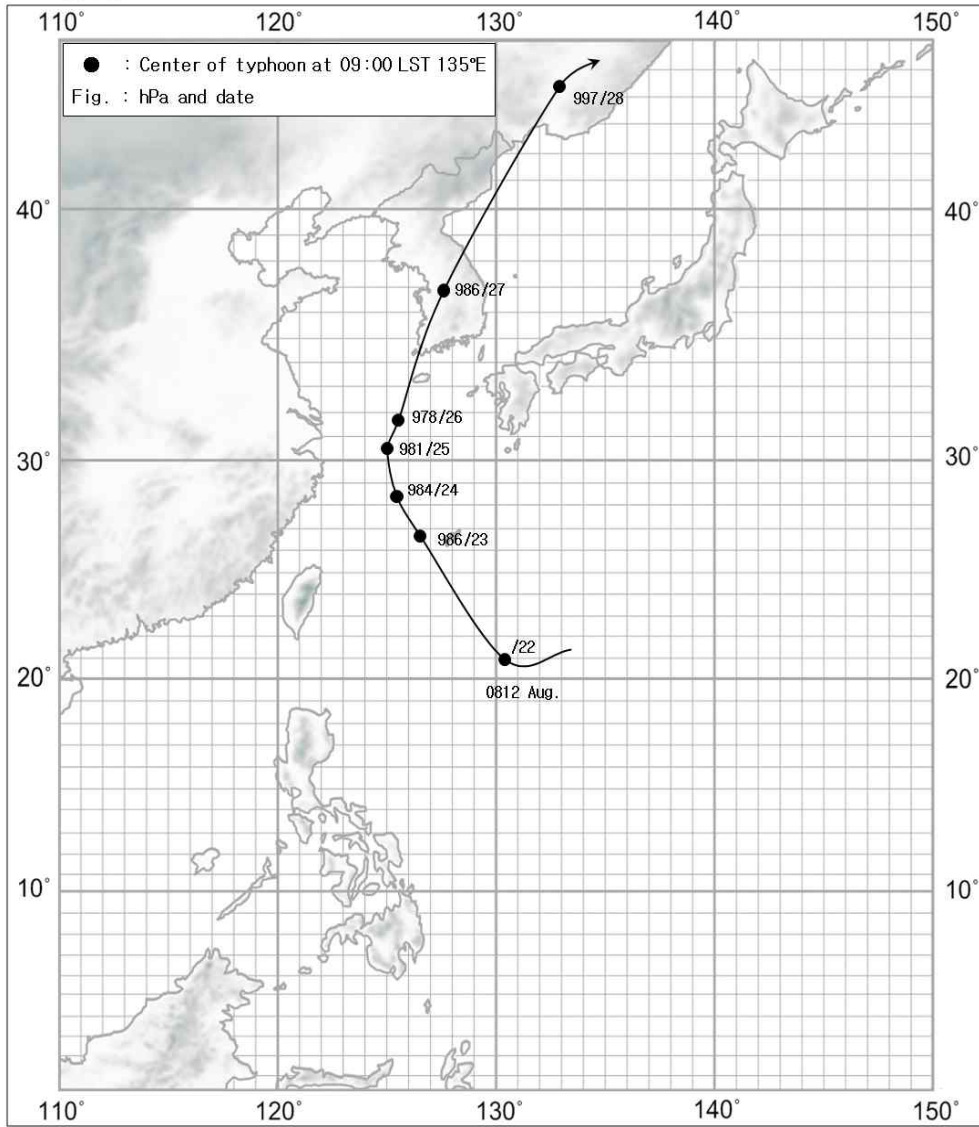 110° 120° 130° 140° 150°
● : Center of typhoon at 09:00 LST 135°E
Fig. : hPa and date
997/28
40° 40°
986/27
978/26
981/25
30° 30°
984/24
986/23
/22
20° 20°
0812 Aug.
10° 10°
110° 120° 130° 140° 150°